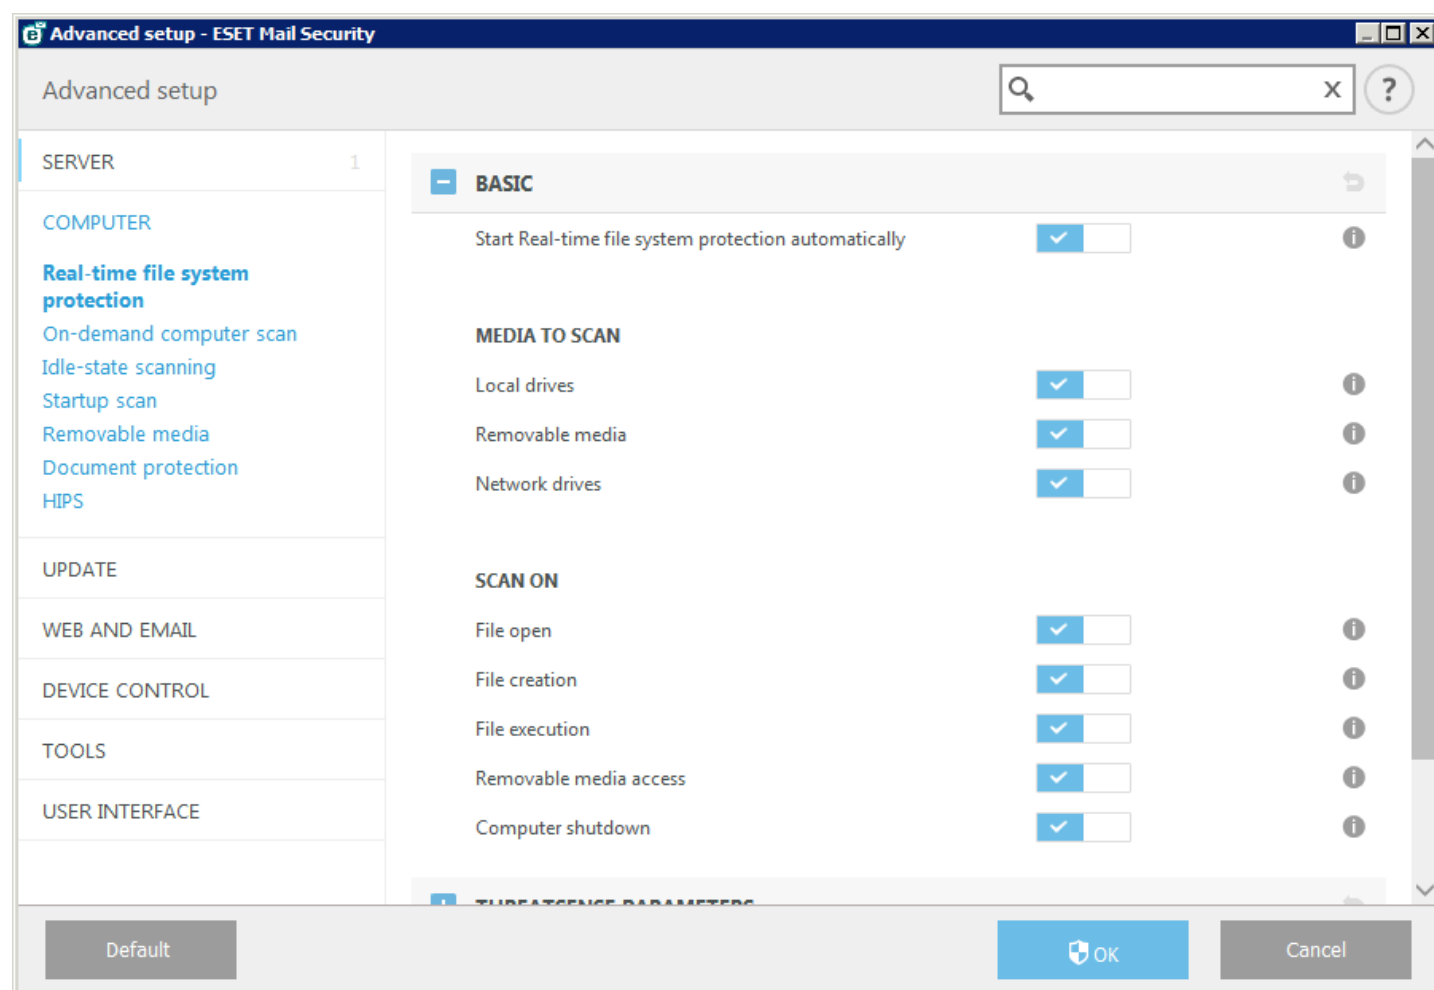 Advanced setup - ESET Mail Security
Advanced setup
X
?
SERVER 1
COMPUTER
Real-time file system
protection
On-demand computer scan
Idle-state scanning
Startup scan
Removable media
Document protection
HIPS
UPDATE
WEB AND EMAIL
DEVICE CONTROL
TOOLS
USER INTERFACE
BASIC
Start Real-time file system protection automatically
MEDIA TO SCAN
Local drives
Removable media
Network drives
SCAN ON
File open
File creation
File execution
Removable media access
Computer shutdown
THREATSENSE PARAMETERS
Default
OK
Cancel